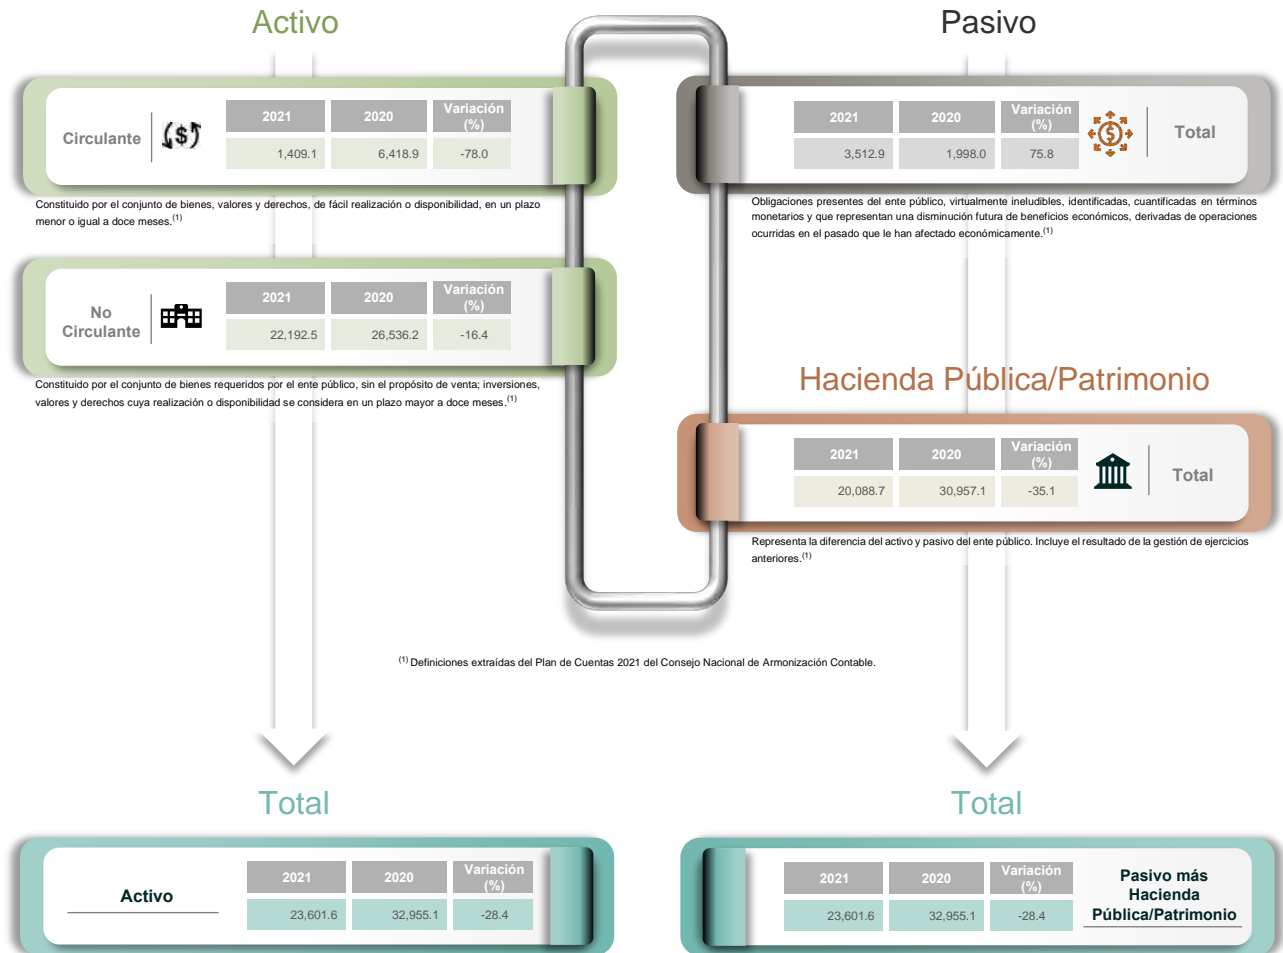 Activo
Circulante
2021 2020 Variación
(%)
1,409.1 6,418.9 -78.0
Constituido por el conjunto de bienes, valores y derechos, de fácil realización o disponibilidad, en un plazo
menor o igual a doce meses.(1)
No
Circulante
2021 2020 Variación
(%)
22,192.5 26,536.2 -16.4
Constituido por el conjunto de bienes requeridos por el ente público, sin el propósito de venta; inversiones,
valores y derechos cuya realización o disponibilidad se considera en un plazo mayor a doce meses.(1)
Pasivo
2021 2020 Variación
(%)
3,512.9 1,998.0 75.8
Total
Obligaciones presentes del ente público, virtualmente ineludibles, identificadas, cuantificadas en términos
monetarios y que representan una disminución futura de beneficios económicos, derivadas de operaciones
ocurridas en el pasado que le han afectado económicamente.(1)
Hacienda Pública/Patrimonio
2021 2020 Variación
(%)
20,088.7 30,957.1 -35.1
Total
Representa la diferencia del activo y pasivo del ente público. Incluye el resultado de la gestión de ejercicios
anteriores.(1)
(1) Definiciones extraídas del Plan de Cuentas 2021 del Consejo Nacional de Armonización Contable.
Total
Activo
2021 2020 Variación
(%)
23,601.6 32,955.1 -28.4
Total
2021 2020 Variación
(%)
23,601.6 32,955.1 -28.4
Pasivo más
Hacienda
Pública/Patrimonio